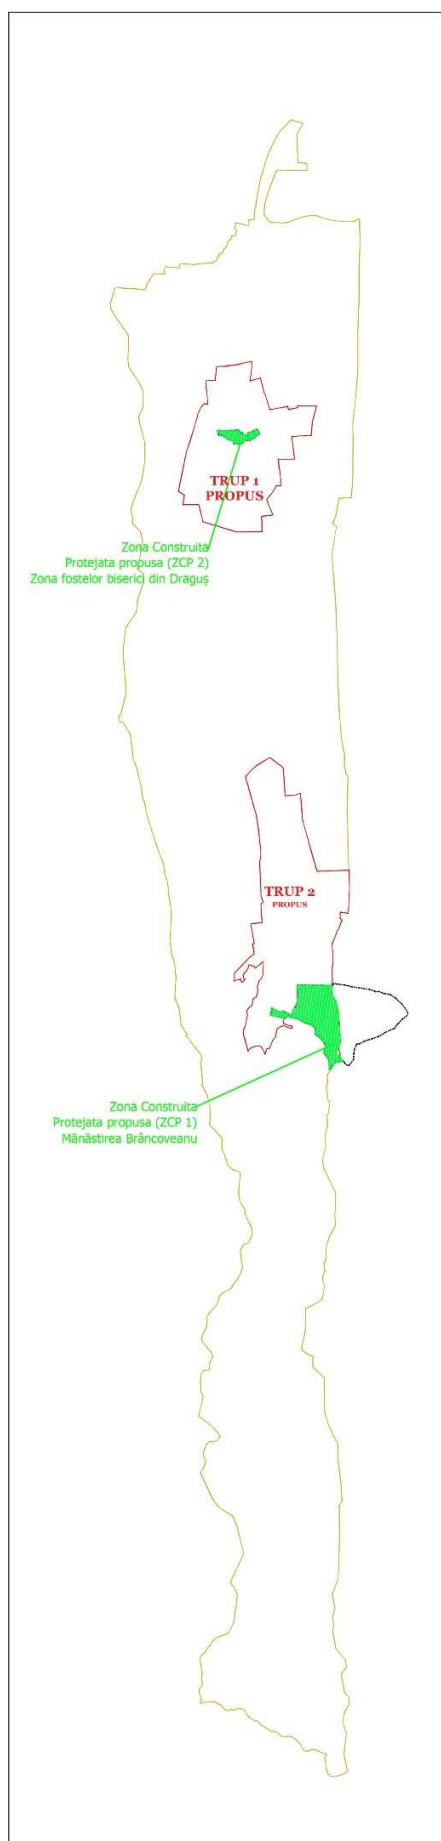 TRUP 1
PROPUS
Zona Construita
Protejata propusa (ZCP 2)
Zona fostelor biserici din Draguș
TRUP 2
PROPUS
Zona Construita
Protejata propusa (ZCP 1)
Mănăstirea Brâncoveanu